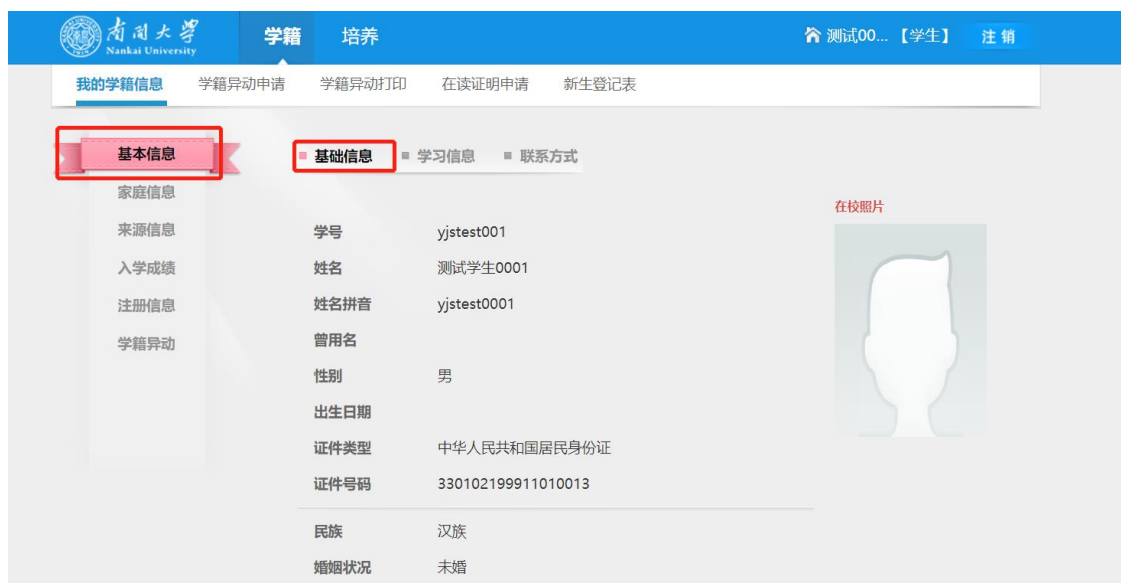 南开大学
Nankai University
学籍 培养
测试00... 【学生】 注 销
我的学籍信息 学籍异动申请 学籍异动打印 在读证明申请 新生登记表
基本信息
家庭信息
来源信息
入学成绩
注册信息
学籍异动
基础信息 学习信息 联系方式
在校照片
学号 yjstest001
姓名 测试学生0001
姓名拼音 yjstest0001
曾用名
性别 男
出生日期
证件类型 中华人民共和国居民身份证
证件号码 330102199911010013
民族 汉族
婚姻状况 未婚